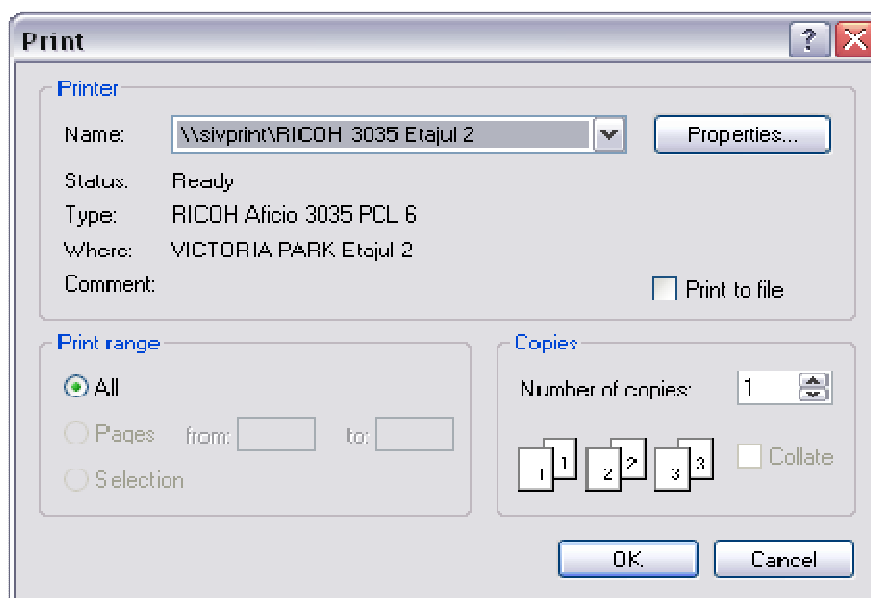 Print
Printer
Name: \\sivprint\RICOH 3035 Etajul 2 Properties...
Status: Ready
Type: RICOH Aficio 3035 PCL 6
Where: VICTORIA PARK Etajul 2
Comment:
Print to file
Print range
All
Pages from: to:
Selection
Copies
Number of copies: 1
1 1 2 2 3 3
Collate
OK Cancel